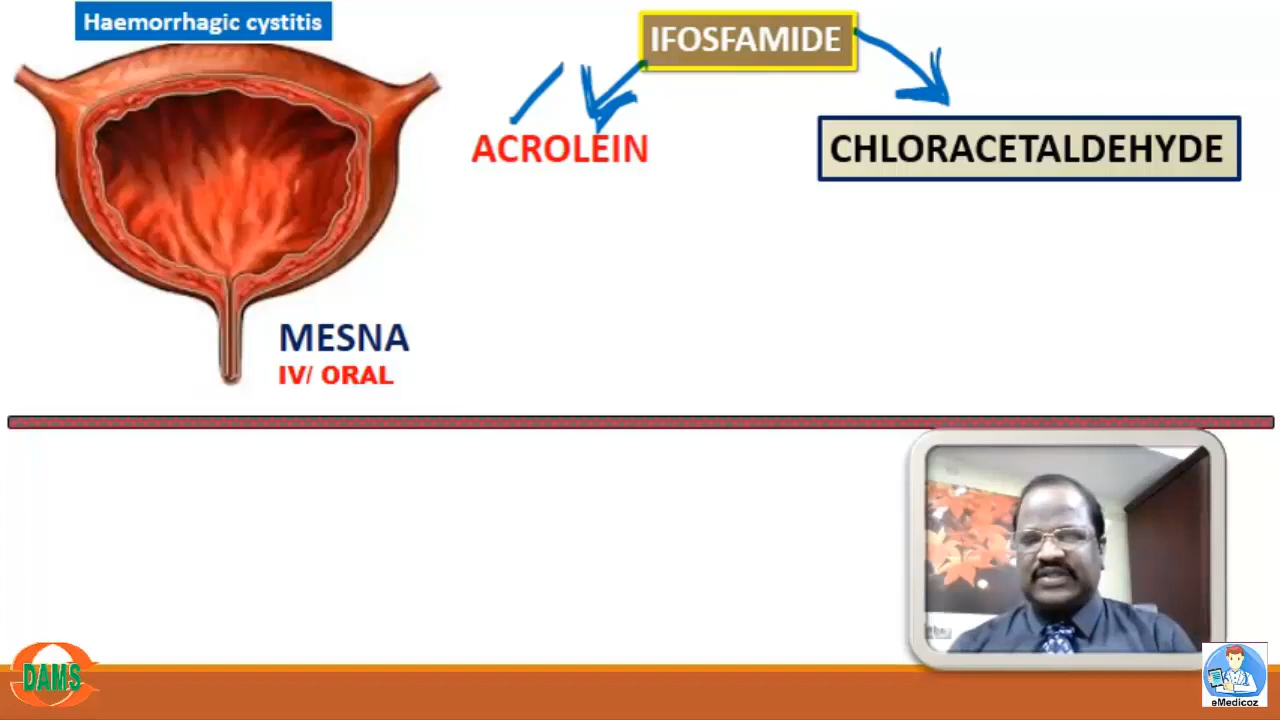 Haemorrhagic cystitis
IFOSFAMIDE
ACROLEIN
CHLORACETALDEHYDE
MESNA
IV/ ORAL
DAMS
eMedicoz